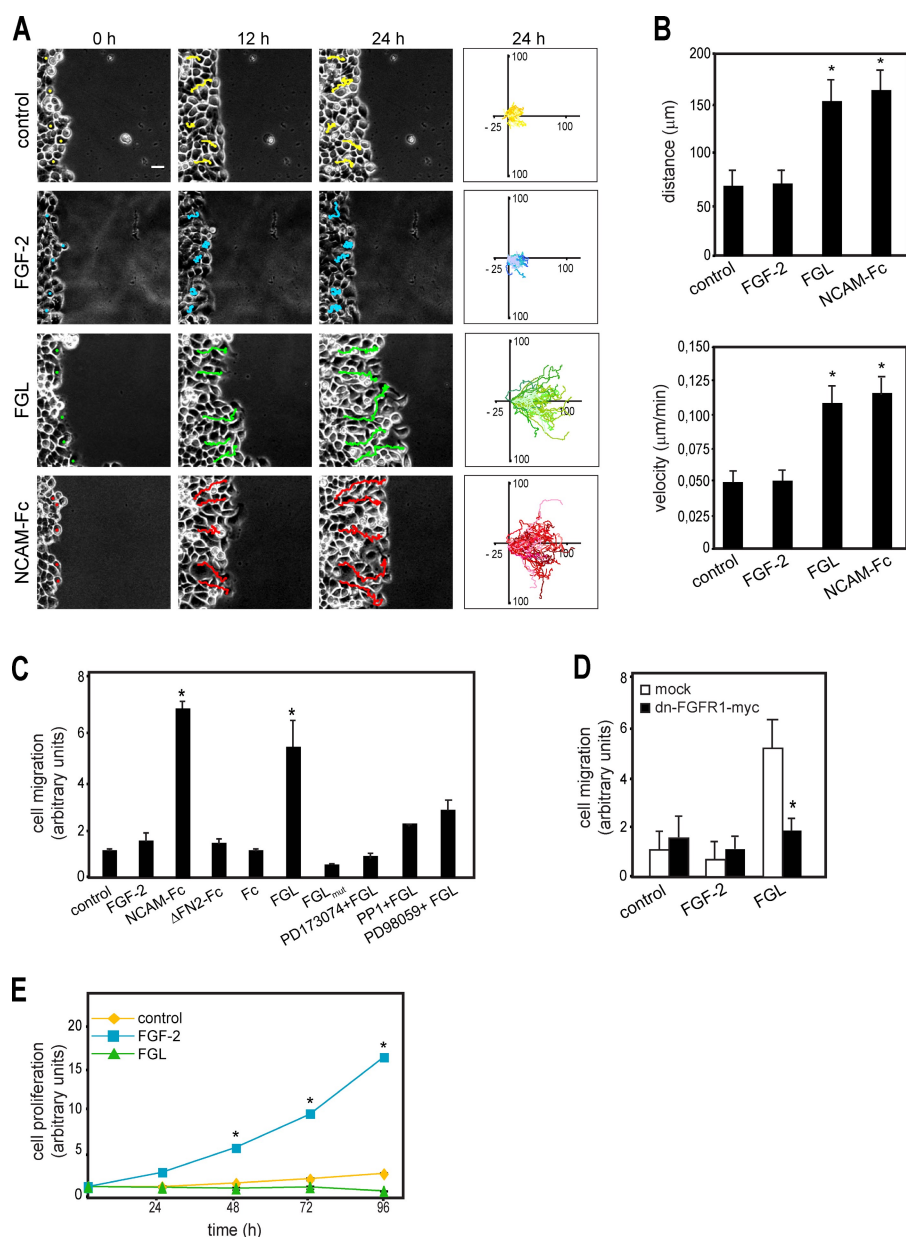 A
0 h
12 h
24 h
24 h
control
100
- 25
100
100
FGF-2
100
- 25
100
100
FGL
100
- 25
100
100
NCAM-Fc
100
- 25
100
100
B
distance (μm)
200
150
100
50
0
*
*
control
FGF-2
FGL
NCAM-Fc
velocity (μm/min)
0,150
0,125
0,100
0,050
0,000
*
*
control
FGF-2
FGL
NCAM-Fc
C
cell migration
(arbitrary units)
8
6
4
2
0
*
*
control
FGF-2
NCAM-Fc
ΔFN2-Fc
Fc
FGL
FGLmut
PD173074+FGL
PP1+FGL
PD98059+ FGL
D
cell migration
(arbitrary units)
8
6
4
2
0
mock
dn-FGFR1-myc
*
control
FGF-2
FGL
E
cell proliferation
(arbitrary units)
20
15
10
5
0
control
FGF-2
FGL
*
*
*
24
48
72
96
time (h)